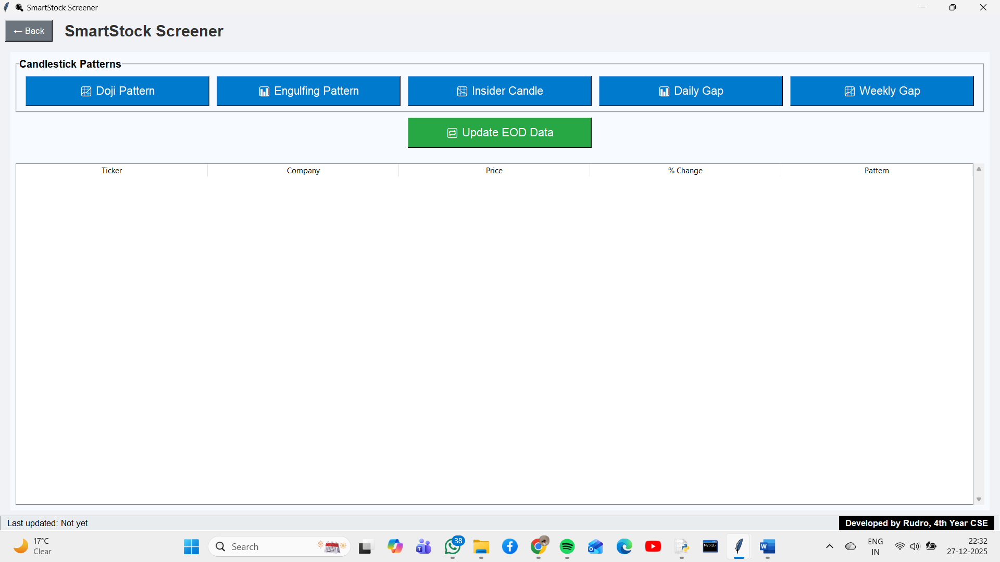 SmartStock Screener
← Back
SmartStock Screener
Candlestick Patterns
Doji Pattern
Engulfing Pattern
Insider Candle
Daily Gap
Weekly Gap
Update EOD Data
Ticker
Company
Price
% Change
Pattern
Last updated: Not yet
Developed by Rudro, 4th Year CSE
17°C
Clear
Search
38
ENG
IN
22:32
27-12-2025